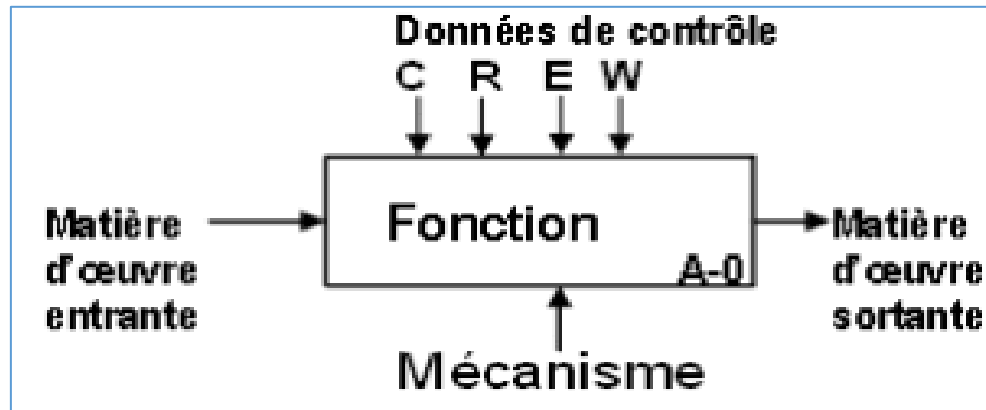 Données de contrôle
C R E W
Matière
d'œuvre
entrante
Fonction
A-0
Matière
d'œuvre
sortante
Mécanisme